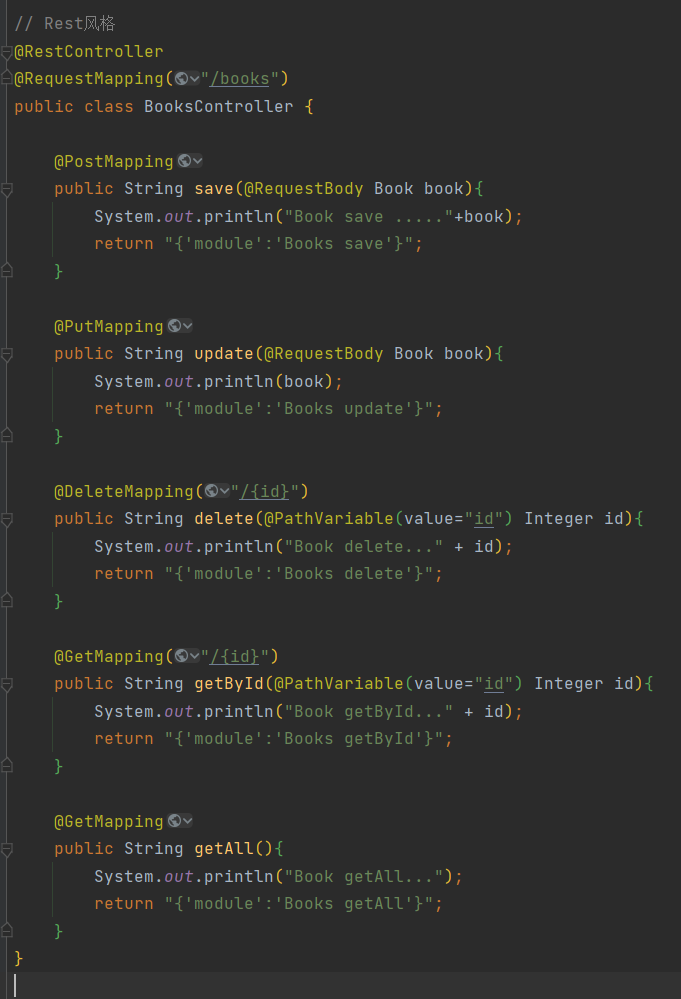 // Rest风格
@RestController
@RequestMapping("/books")
public class BooksController {
@PostMapping
public String save(@RequestBody Book book){
System.out.println("Book save ....."+book);
return "{'module':'Books save'}";
}
@PutMapping
public String update(@RequestBody Book book){
System.out.println(book);
return "{'module':'Books update'}";
}
@DeleteMapping("/{id}")
public String delete(@PathVariable(value="id") Integer id){
System.out.println("Book delete..." + id);
return "{'module':'Books delete'}";
}
@GetMapping("/{id}")
public String getById(@PathVariable(value="id") Integer id){
System.out.println("Book getById..." + id);
return "{'module':'Books getById'}";
}
@GetMapping
public String getAll(){
System.out.println("Book getAll...");
return "{'module':'Books getAll'}";
}
}